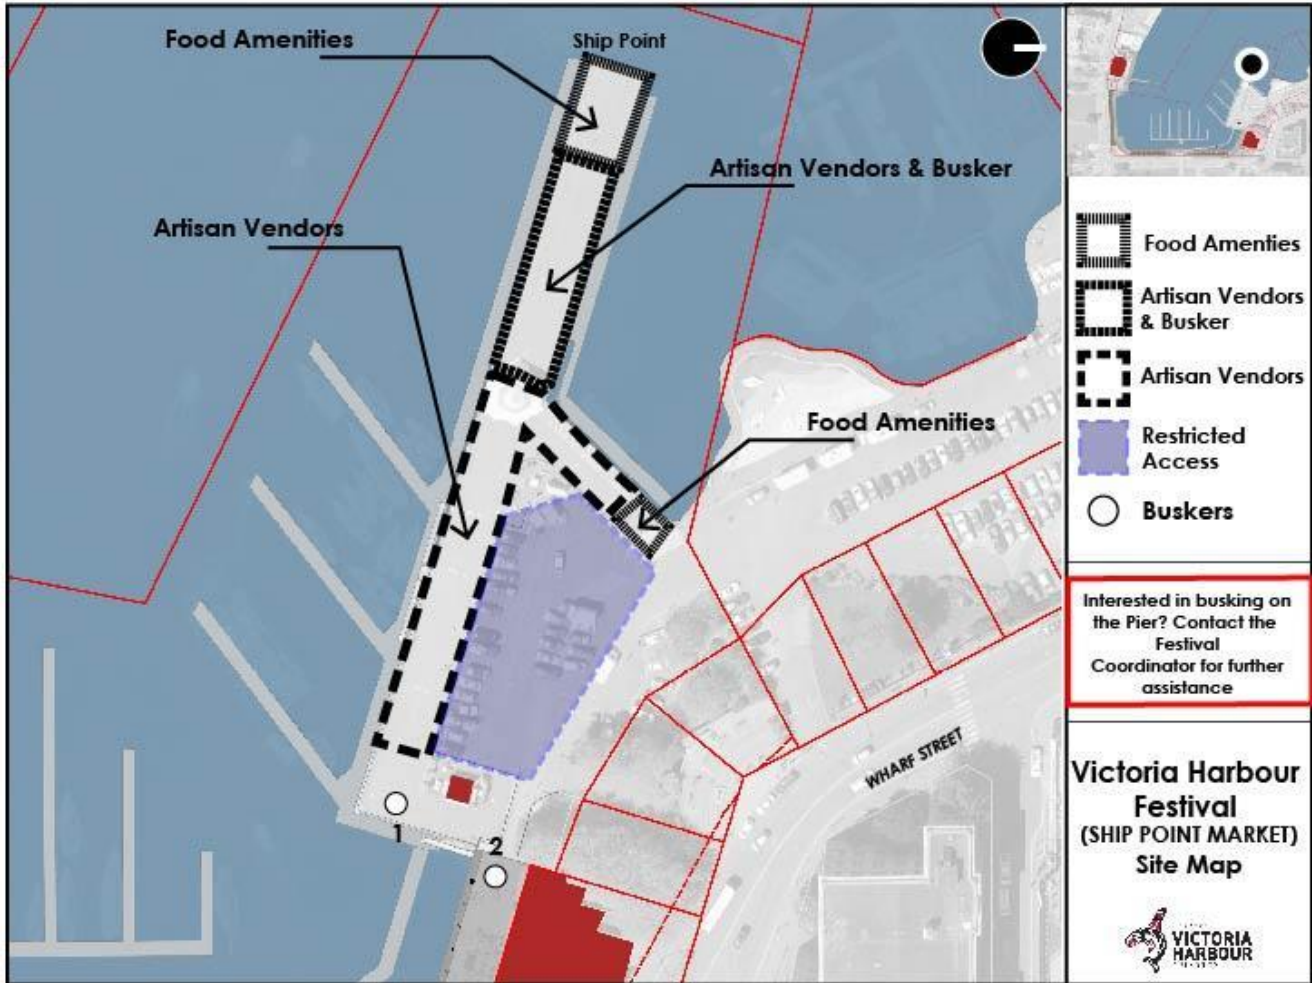 Food Amenities
Ship Point
Artisan Vendors & Busker
Artisan Vendors
Food Amenities
WHARF STREET
1
2
Food Amenties
Artisan Vendors
& Busker
Artisan Vendors
Restricted
Access
Buskers
Interested in busking on
the Pier? Contact the
Festival
Coordinator for further
assistance
Victoria Harbour
Festival
(SHIP POINT MARKET)
Site Map
VICTORIA
HARBOUR